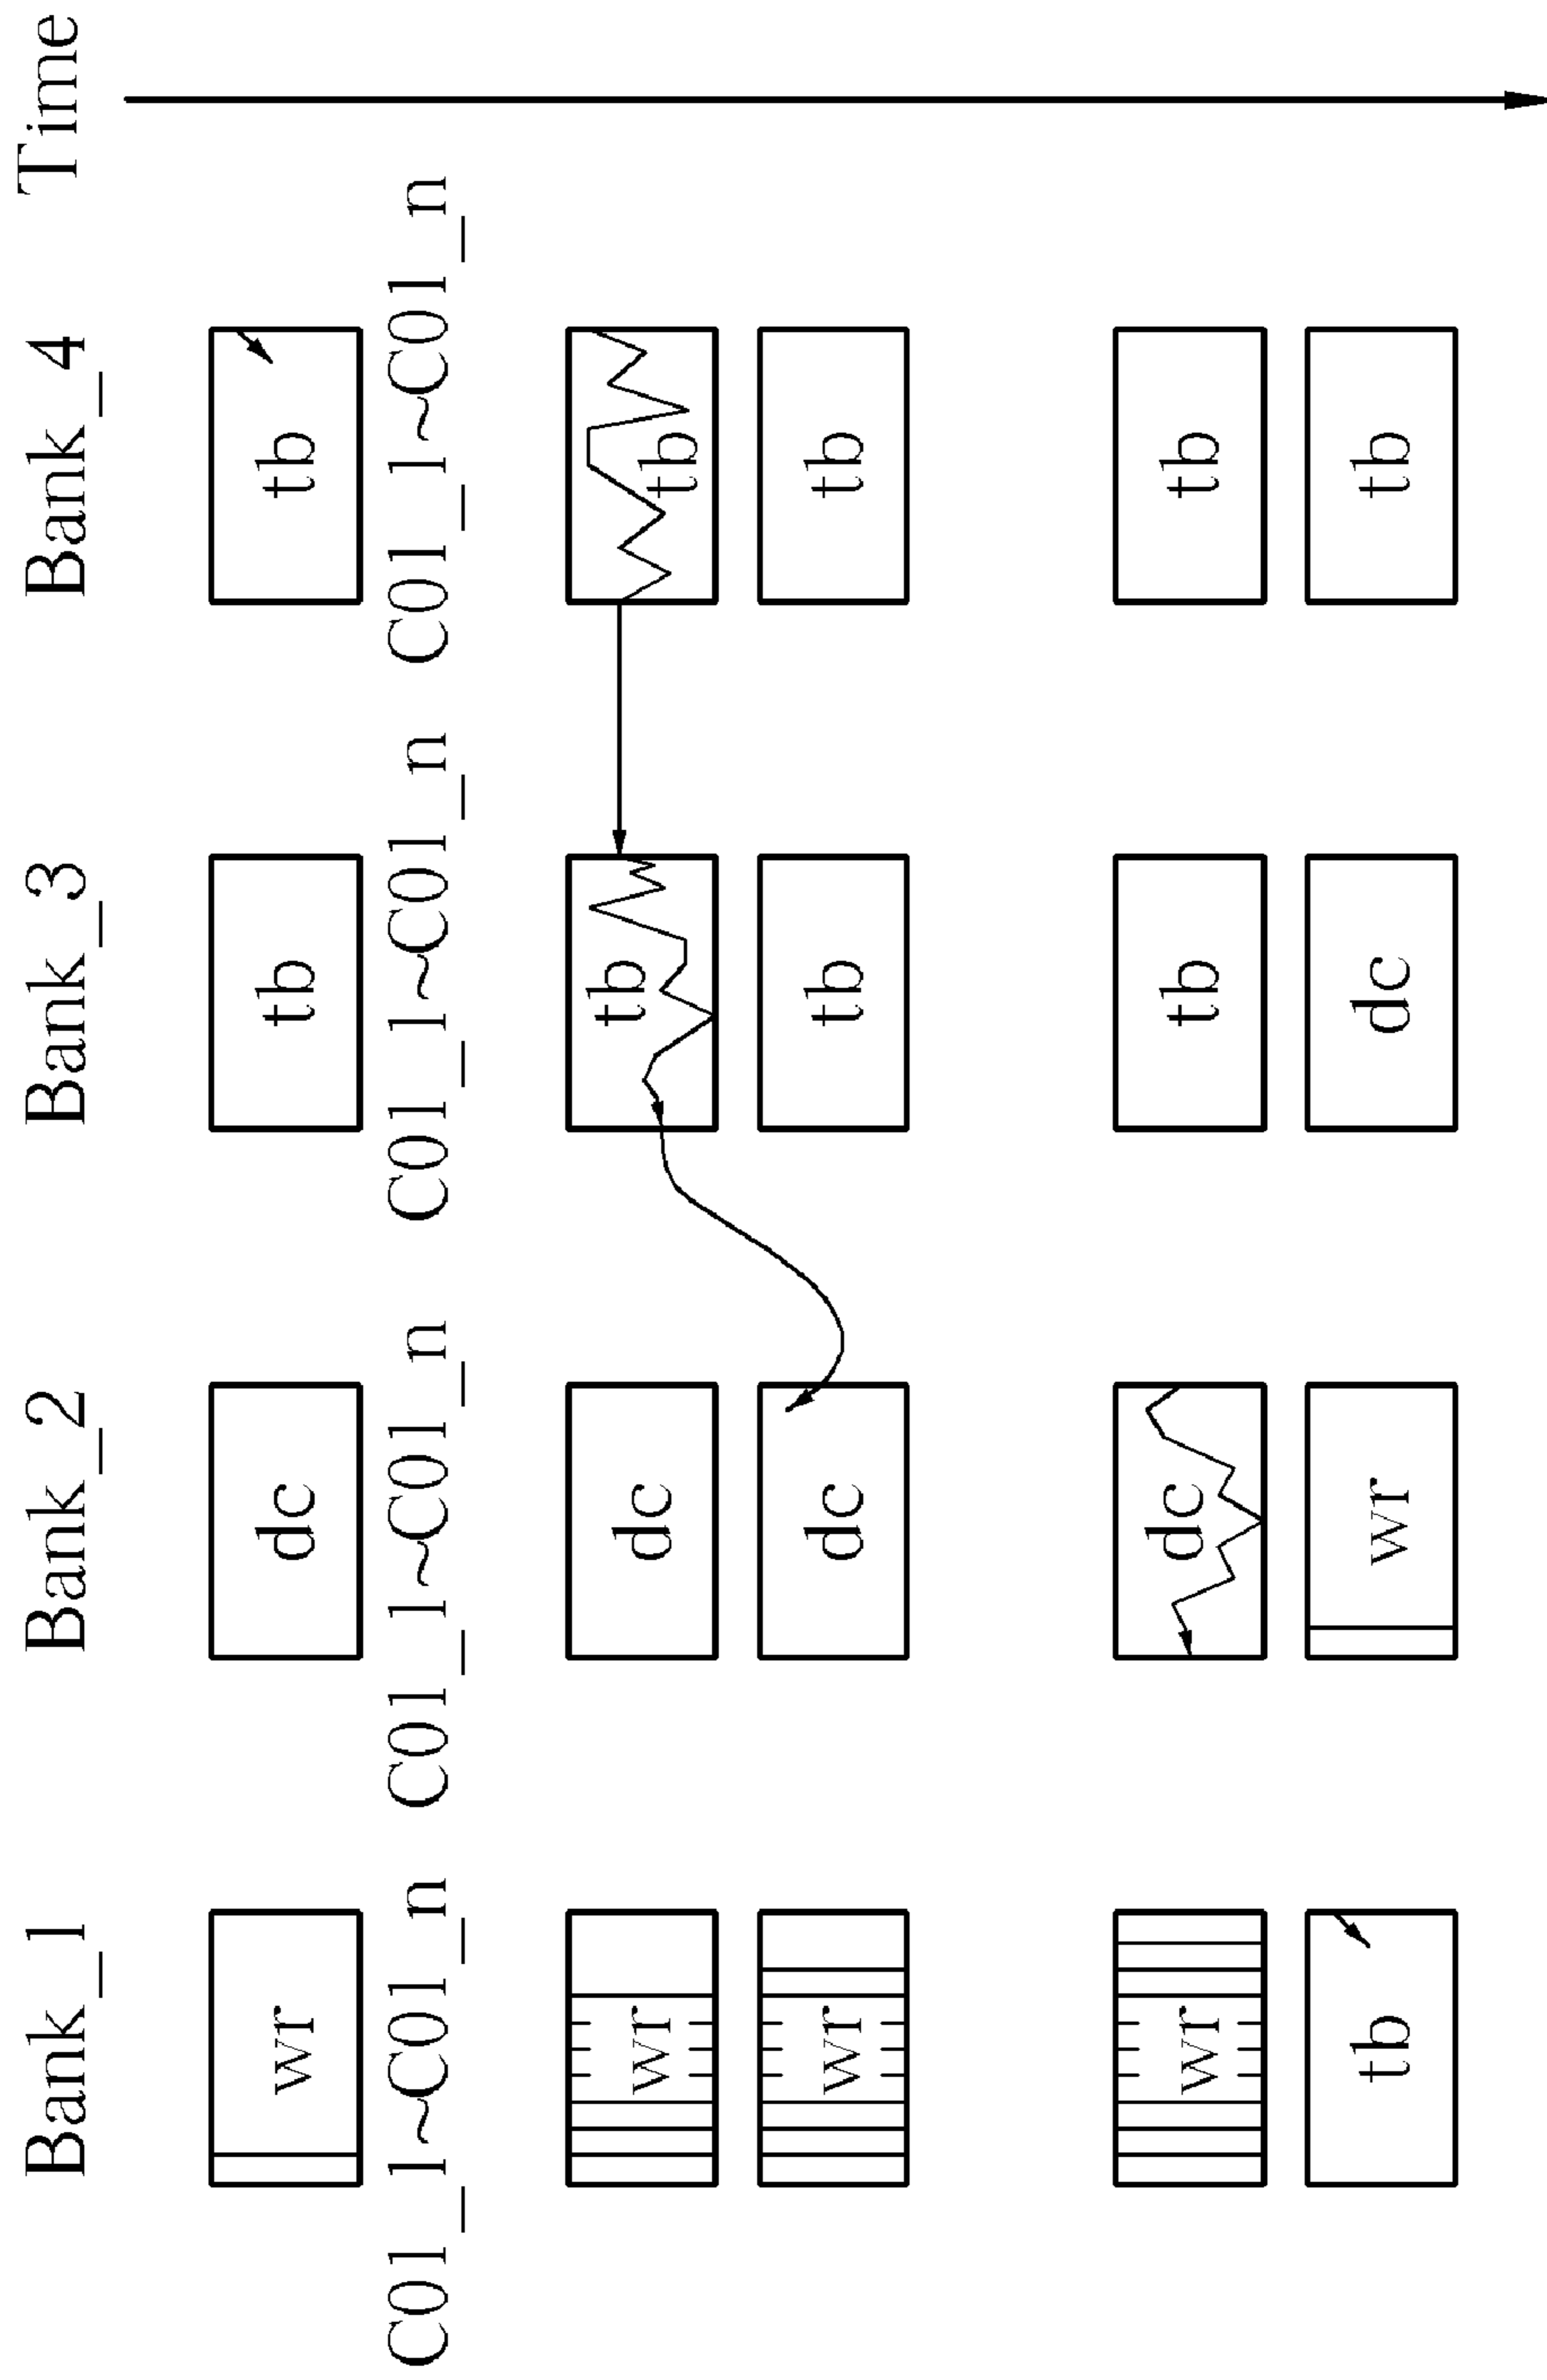 Bank_1 Bank_2 Bank_3 Bank_4 Time
wr dc tb tb
C01_1~C01_n C01_1~C01_n C01_1~C01_n C01_1~C01_n
wr dc tb tb
wr dc tb tb
wr dc tb tb
tb wr dc tb